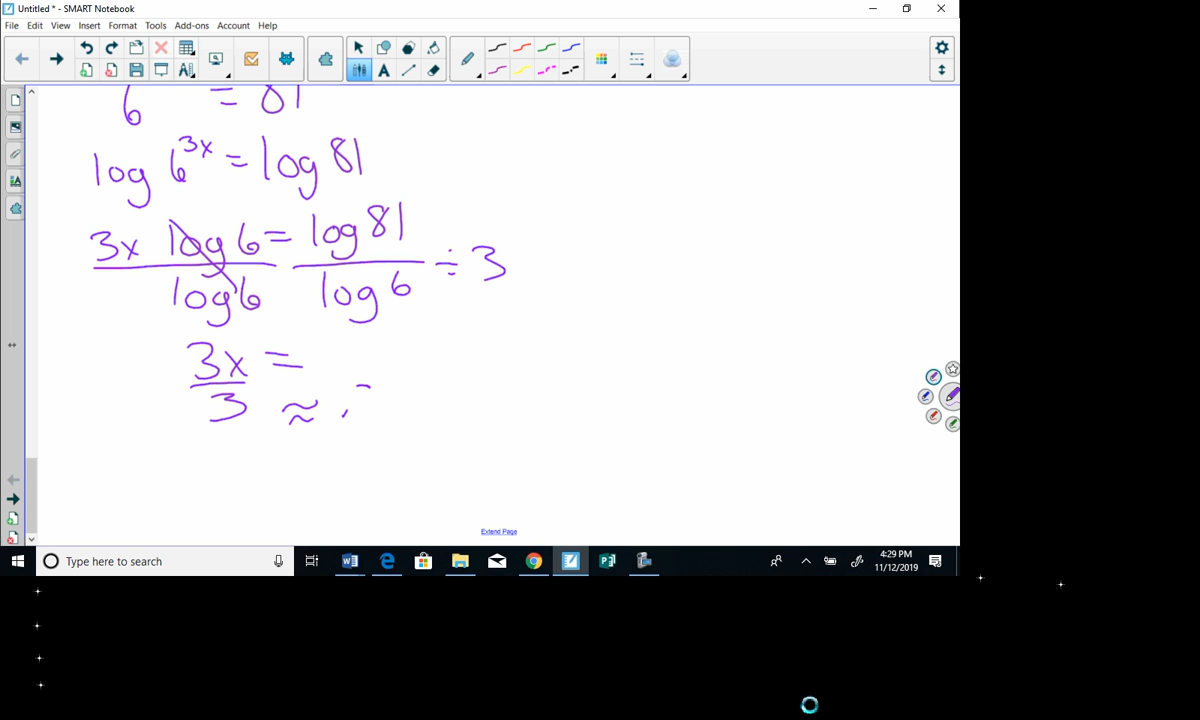 Untitled * - SMART Notebook
File Edit View Insert Format Tools Add-ons Account Help
6 = 81
log 6^3x = log 81
3x log 6 = log 81
log 6 log 6 ÷ 3
3x =
3 ≈ .
Extend Page
Type here to search
4:29 PM
11/12/2019